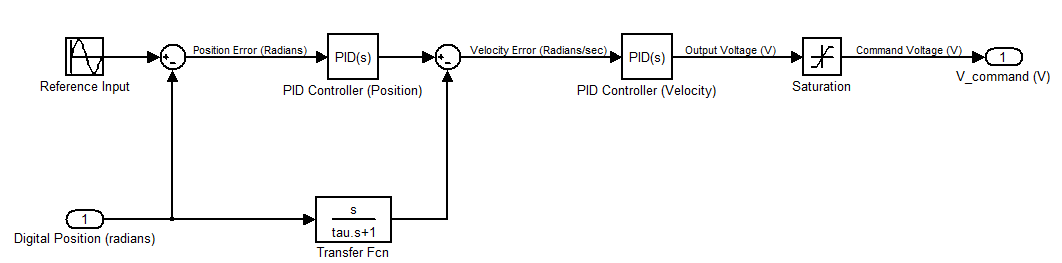 Position Error (Radians)
Velocity Error (Radians/sec)
Output Voltage (V)
Command Voltage (V)
PID(s)
PID(s)
1
Reference Input
PID Controller (Position)
PID Controller (Velocity)
Saturation
V_command (V)
1
Digital Position (radians)
s
tau.s+1
Transfer Fcn